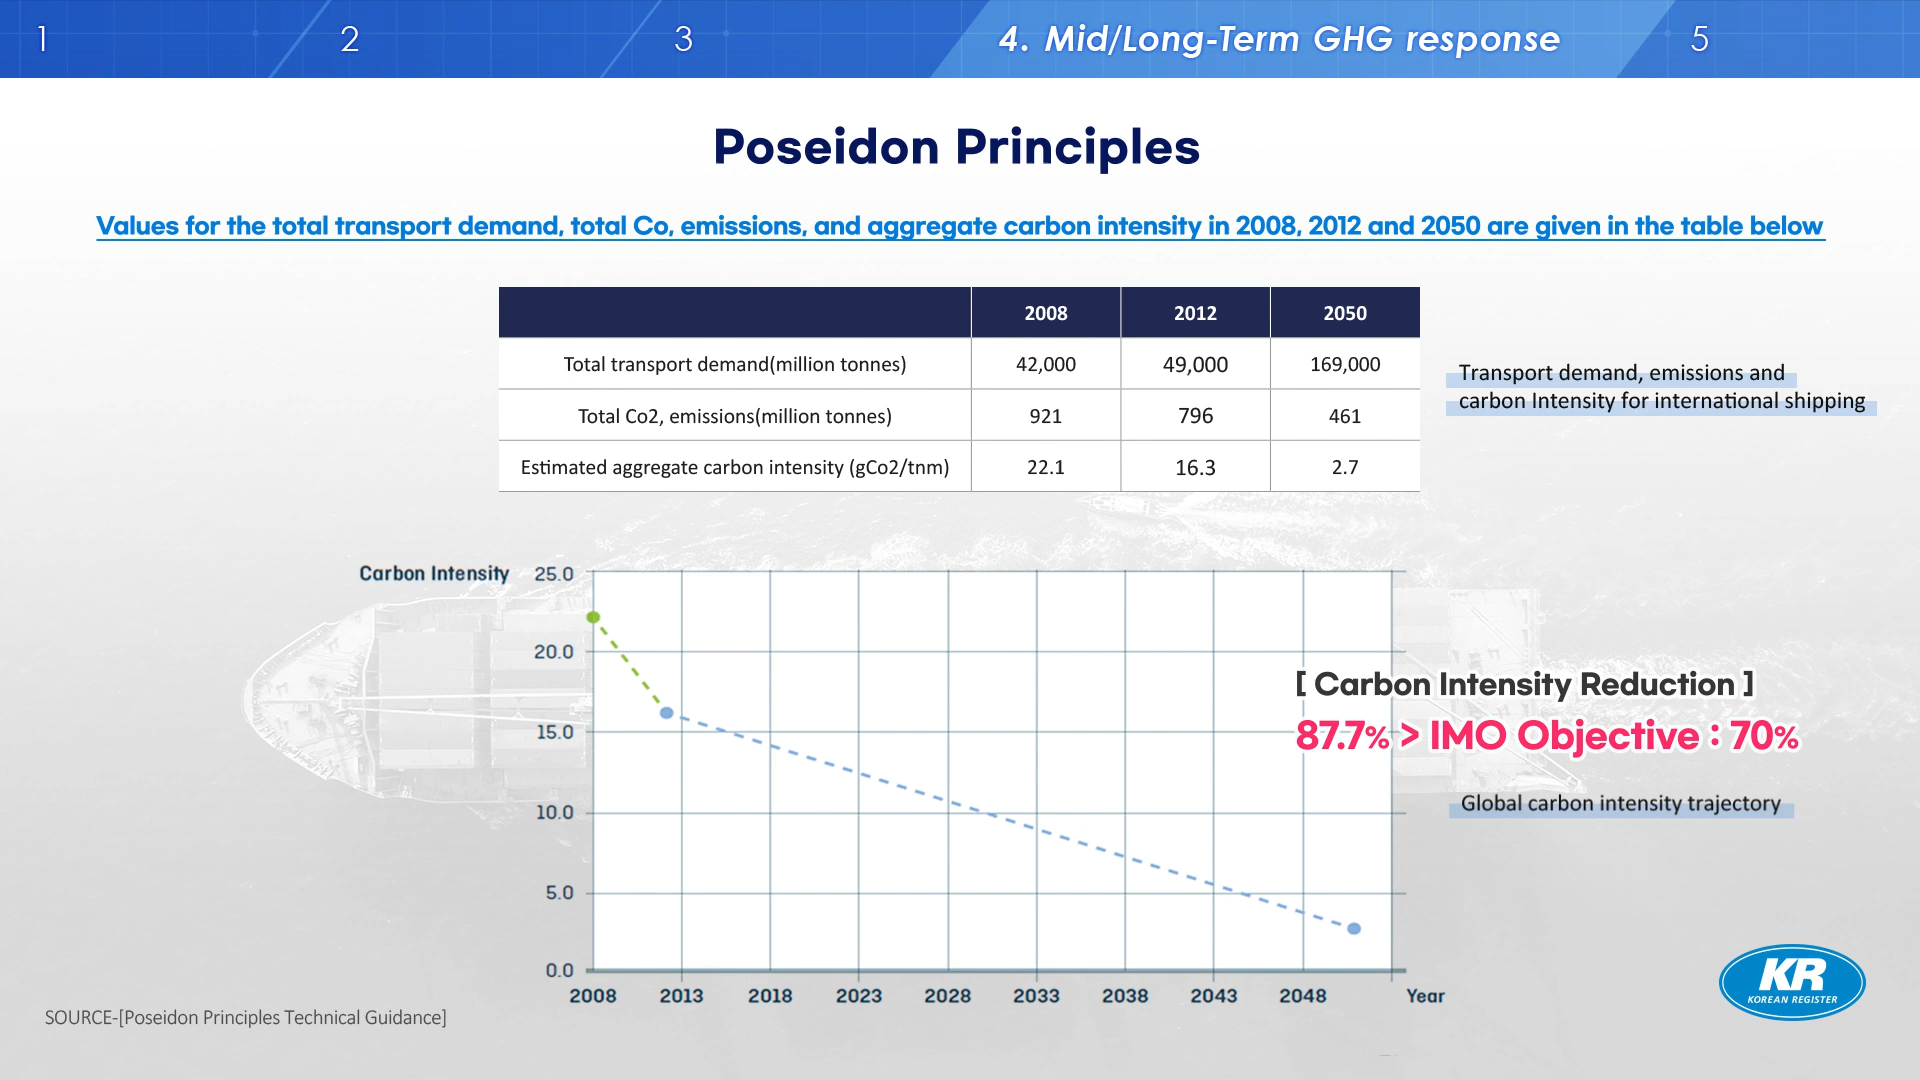 1
2
3
4. Mid/Long-Term GHG response
5
Poseidon Principles
Values for the total transport demand, total Co, emissions, and aggregate carbon intensity in 2008, 2012 and 2050 are given in the table below
2008 2012 2050
Total transport demand(million tonnes) 42,000 49,000 169,000
Total Co2, emissions(million tonnes) 921 796 461
Estimated aggregate carbon intensity (gCo2/tnm) 22.1 16.3 2.7
Transport demand, emissions and
carbon Intensity for international shipping
Carbon Intensity
25.0
20.0
15.0
10.0
5.0
0.0
2008 2013 2018 2023 2028 2033 2038 2043 2048 Year
[ Carbon Intensity Reduction ]
87.7% > IMO Objective : 70%
Global carbon intensity trajectory
SOURCE-[Poseidon Principles Technical Guidance]
KR
KOREAN REGISTER